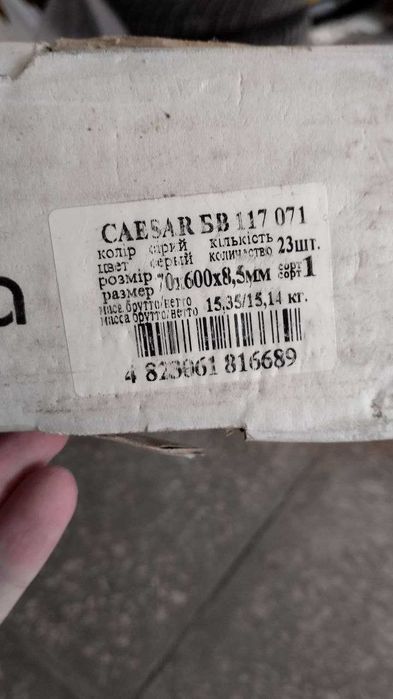 CAESAR БВ 117 071
колір сірий кількість 23шт.
цвет серый количество
розмір 70х600х8,5мм сорт 1
размер сорт
маса брутто/нетто 15,35/15,14 кг.
масса брутто/нетто
4 823061 816689
a